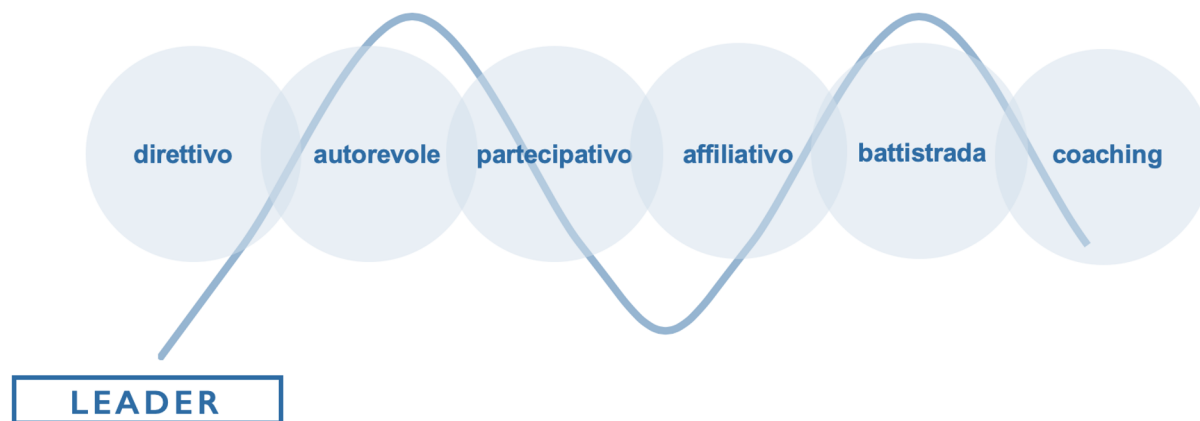 direttivo
autorevole
partecipativo
affiliativo
battistrada
coaching
LEADER